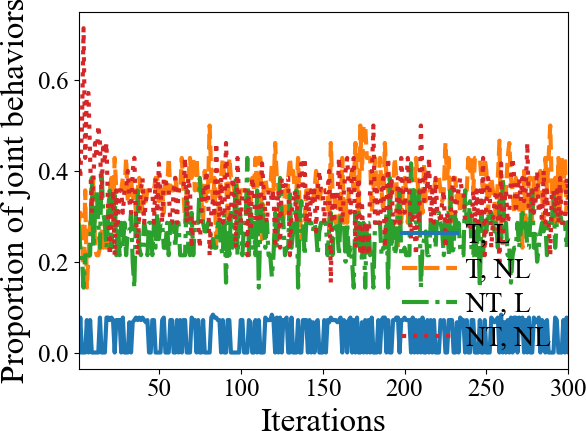 Proportion of joint behaviors
0.6
0.4
0.2
0.0
T, L
T, NL
NT, L
NT, NL
50
100
150
200
250
300
Iterations